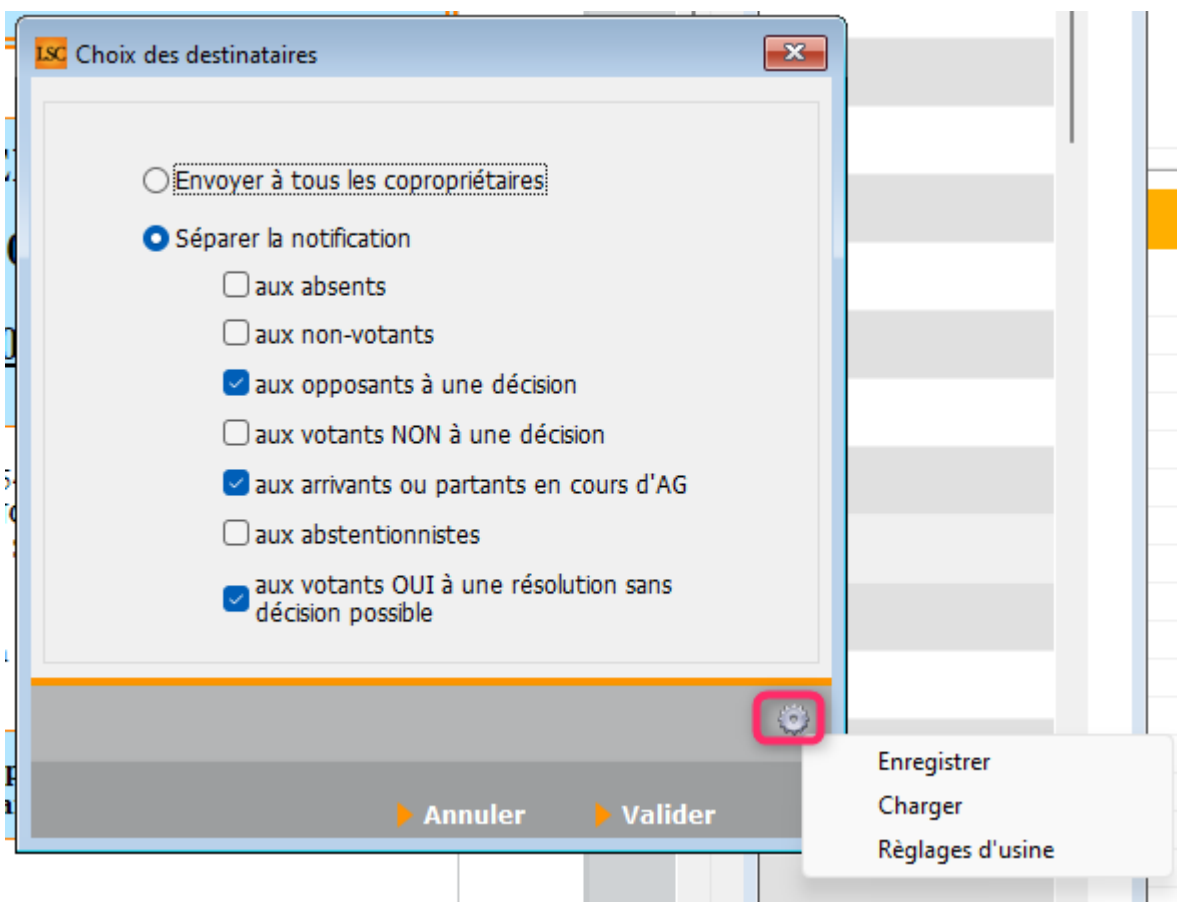 LSC Choix des destinataires
Envoyer à tous les copropriétaires
Séparer la notification
aux absents
aux non-votants
aux opposants à une décision
aux votants NON à une décision
aux arrivants ou partants en cours d'AG
aux abstentionnistes
aux votants OUI à une résolution sans
décision possible
Enregistrer
Charger
Règlages d'usine
Annuler
Valider